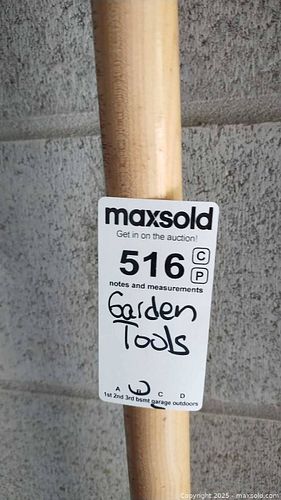 maxsold
Get in on the auction!
516 C
P
notes and measurements
Garden
Tools
A C D
1st 2nd 3rd bsmt garage outdoors
Copyright 2025 - maxsold.com